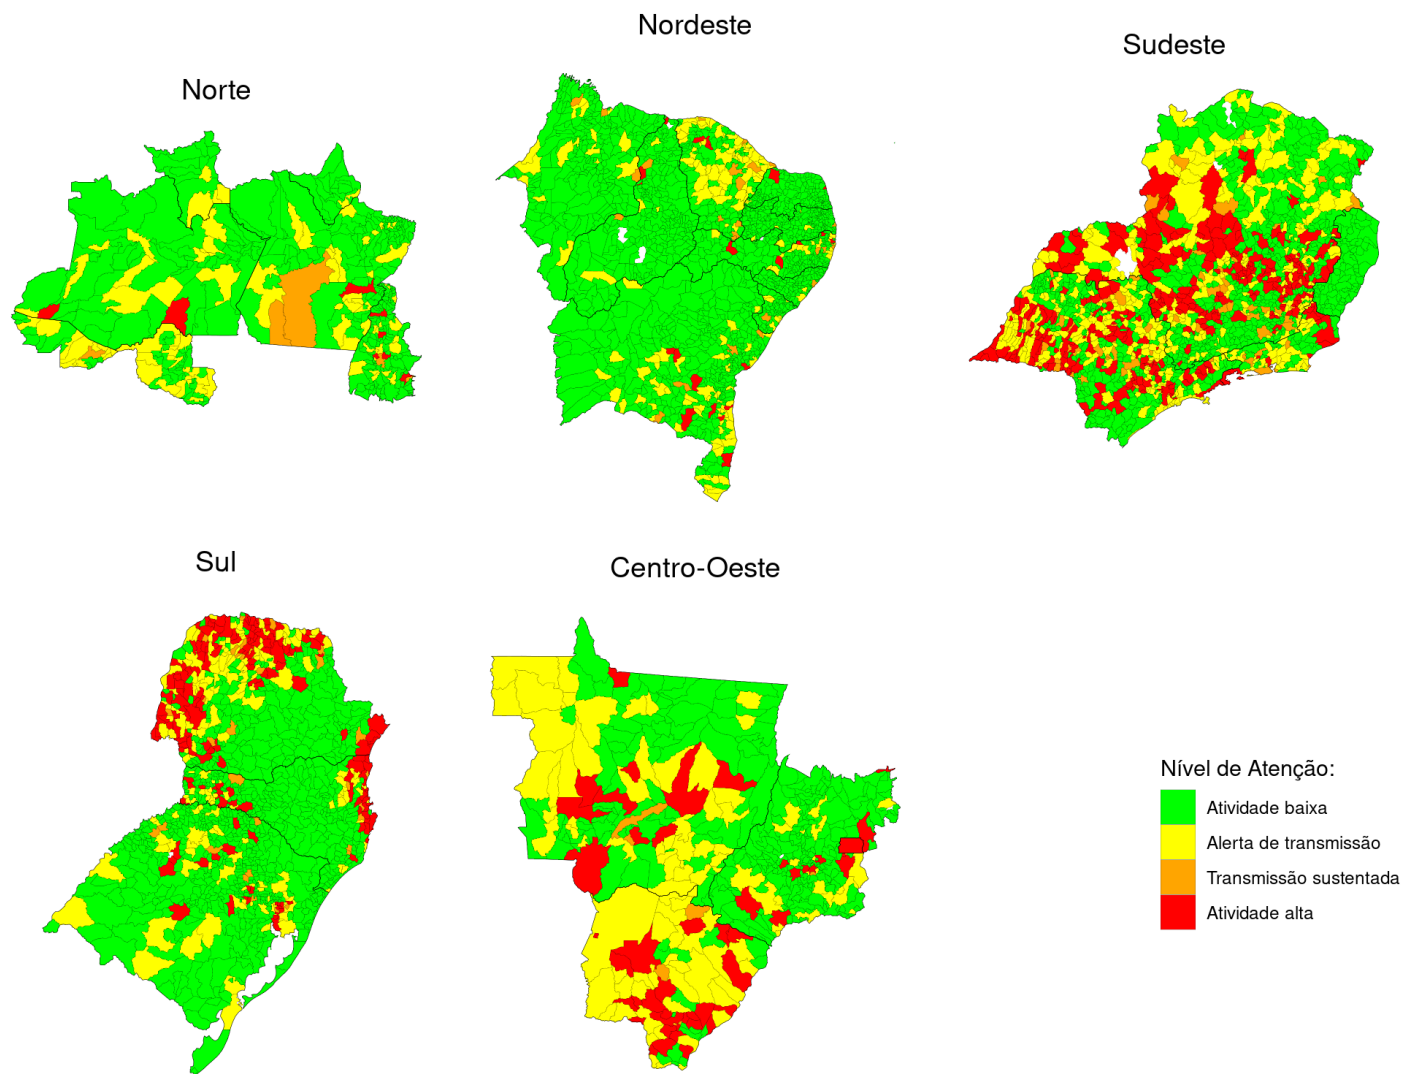 Norte
Nordeste
Sudeste
Sul
Centro-Oeste
Nível de Atenção:
Atividade baixa
Alerta de transmissão
Transmissão sustentada
Atividade alta